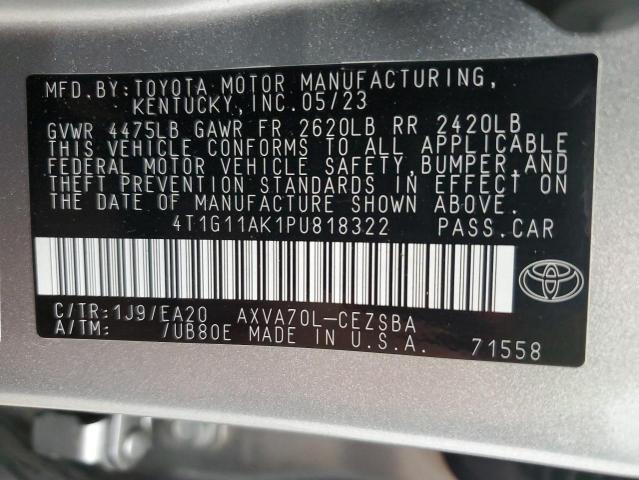 MFD.BY:TOYOTA MOTOR MANUFACTURING,
KENTUCKY,INC.05/23
GVWR 4475LB GAWR FR 2620LB RR 2420LB
THIS VEHICLE CONFORMS TO ALL APPLICABLE
FEDERAL MOTOR VEHICLE SAFETY,BUMPER,AND
THEFT PREVENTION STANDARDS IN EFFECT ON
THE DATE OF MANUFACTURE SHOWN ABOVE.
4T1G11AK1PU818322 PASS.CAR
C/TR:1J9/EA20 AXVA70L-CEZSBA
A/TM: /UB80E MADE IN U.S.A. 71558